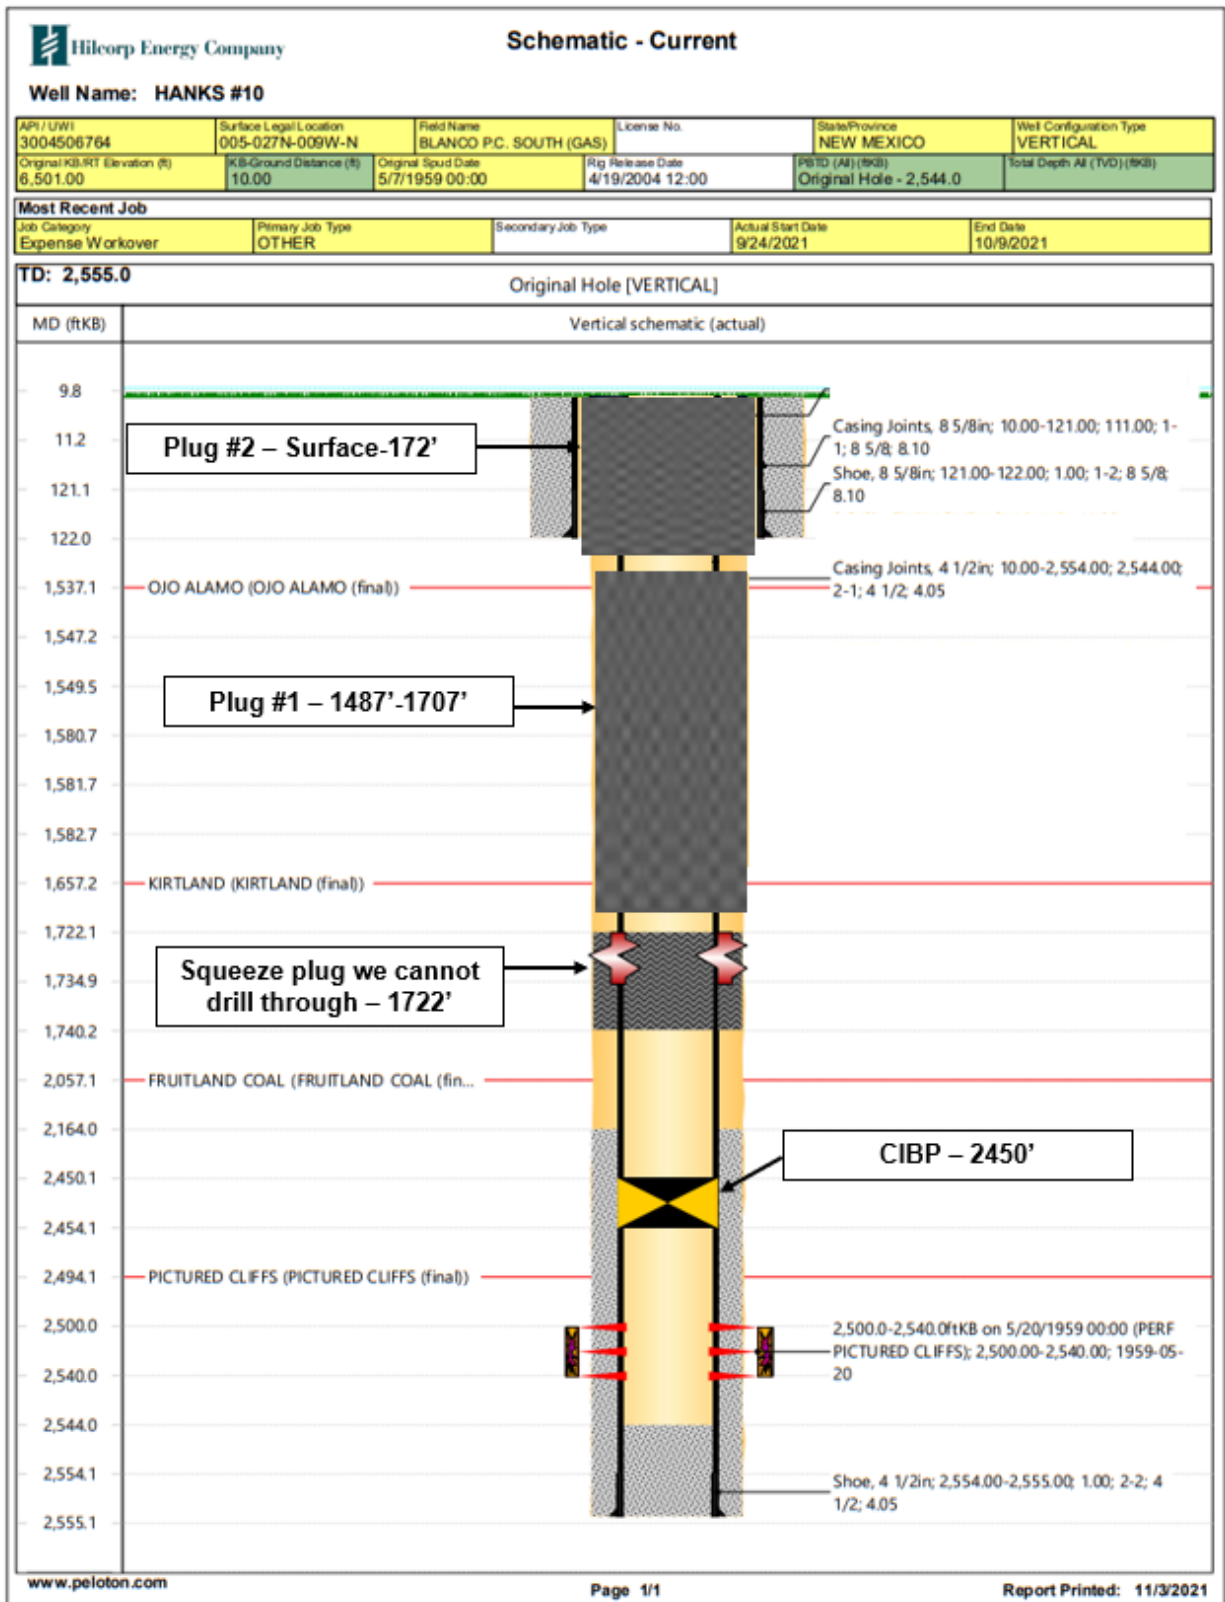 Hilcorp Energy Company
Schematic - Current
Well Name: HANKS #10
API / UWI
3004506764
Surface Legal Location
005-027N-009W-N
Field Name
BLANCO P.C. SOUTH (GAS)
License No.
State/Province
NEW MEXICO
Well Configuration Type
VERTICAL
Original KB/RT Elevation (ft)
6,501.00
KB-Ground Distance (ft)
10.00
Original Spud Date
5/7/1959 00:00
Rig Release Date
4/19/2004 12:00
PBTD (All) (ftKB)
Original Hole - 2,544.0
Total Depth All (TVD) (ftKB)
Most Recent Job
Job Category
Expense Workover
Primary Job Type
OTHER
Secondary Job Type
Actual Start Date
9/24/2021
End Date
10/9/2021
TD: 2,555.0
Original Hole [VERTICAL]
MD (ftKB)
Vertical schematic (actual)
9.8
11.2
121.1
122.0
1,537.1
1,547.2
1,549.5
1,580.7
1,581.7
1,582.7
1,657.2
1,722.1
1,734.9
1,740.2
2,057.1
2,164.0
2,450.1
2,454.1
2,494.1
2,500.0
2,540.0
2,544.0
2,554.1
2,555.1
Plug #2 – Surface-172'
Casing Joints, 8 5/8in; 10.00-121.00; 111.00; 1-
1; 8 5/8; 8.10
Shoe, 8 5/8in; 121.00-122.00; 1.00; 1-2; 8 5/8;
8.10
Casing Joints, 4 1/2in; 10.00-2,554.00; 2,544.00;
2-1; 4 1/2; 4.05
OJO ALAMO (OJO ALAMO (final))
Plug #1 – 1487'-1707'
KIRTLAND (KIRTLAND (final))
Squeeze plug we cannot
drill through – 1722'
FRUITLAND COAL (FRUITLAND COAL (fin...
CIBP – 2450'
PICTURED CLIFFS (PICTURED CLIFFS (final))
2,500.0-2,540.0ftKB on 5/20/1959 00:00 (PERF
PICTURED CLIFFS); 2,500.00-2,540.00; 1959-05-
20
Shoe, 4 1/2in; 2,554.00-2,555.00; 1.00; 2-2; 4
1/2; 4.05
www.peloton.com
Page 1/1
Report Printed: 11/3/2021